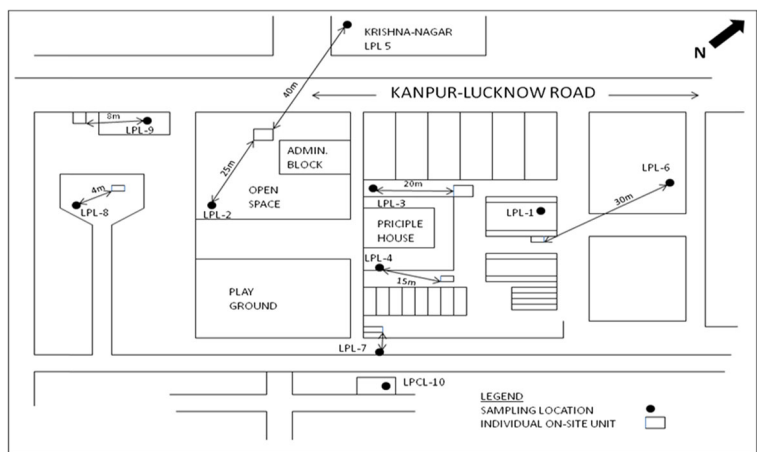 KRISHNA-NAGAR
LPL 5
N
40m
KANPUR-LUCKNOW ROAD
8m
LPL-9
ADMIN.
BLOCK
25m
OPEN
SPACE
LPL-2
4m
LPL-8
20m
LPL-3
PRICIPLE
HOUSE
LPL-1
LPL-6
30m
LPL-4
15m
PLAY
GROUND
LPL-7
LPCL-10
LEGEND
SAMPLING LOCATION
INDIVIDUAL ON-SITE UNIT